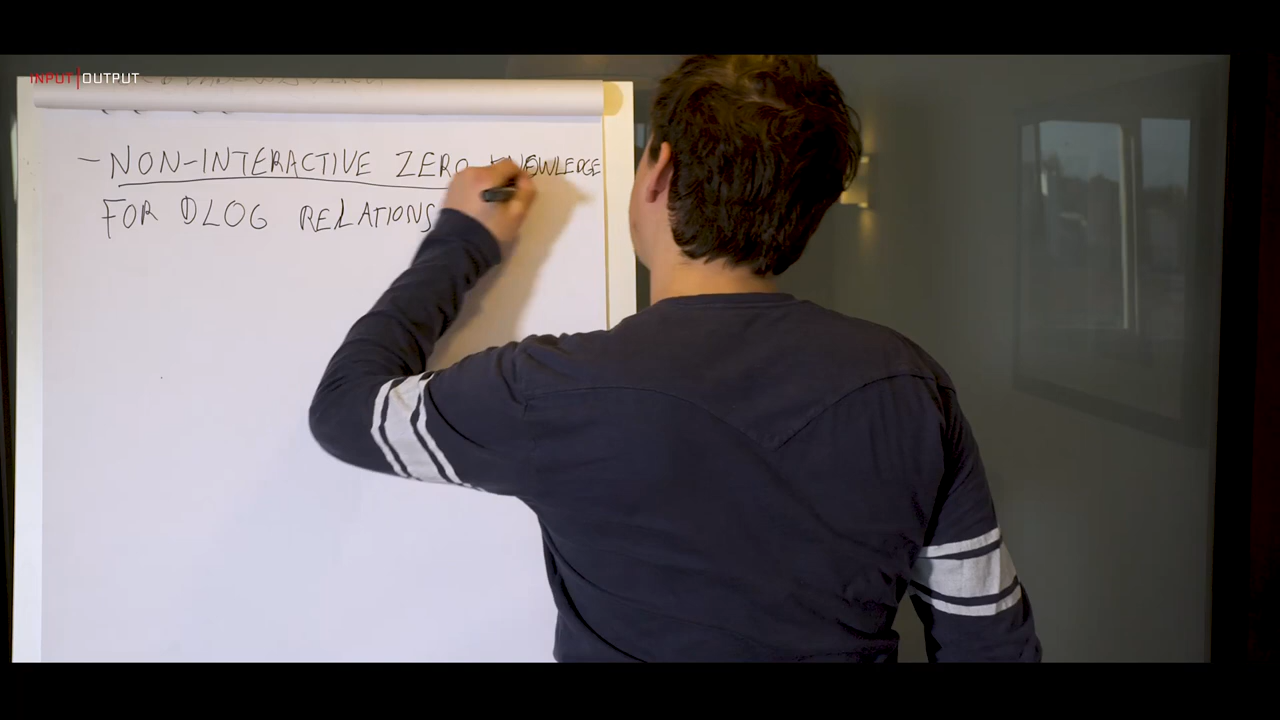 INPUT|OUTPUT
- NON-INTERACTIVE ZERO KNOWLEDGE
FOR DLOG RELATIONS